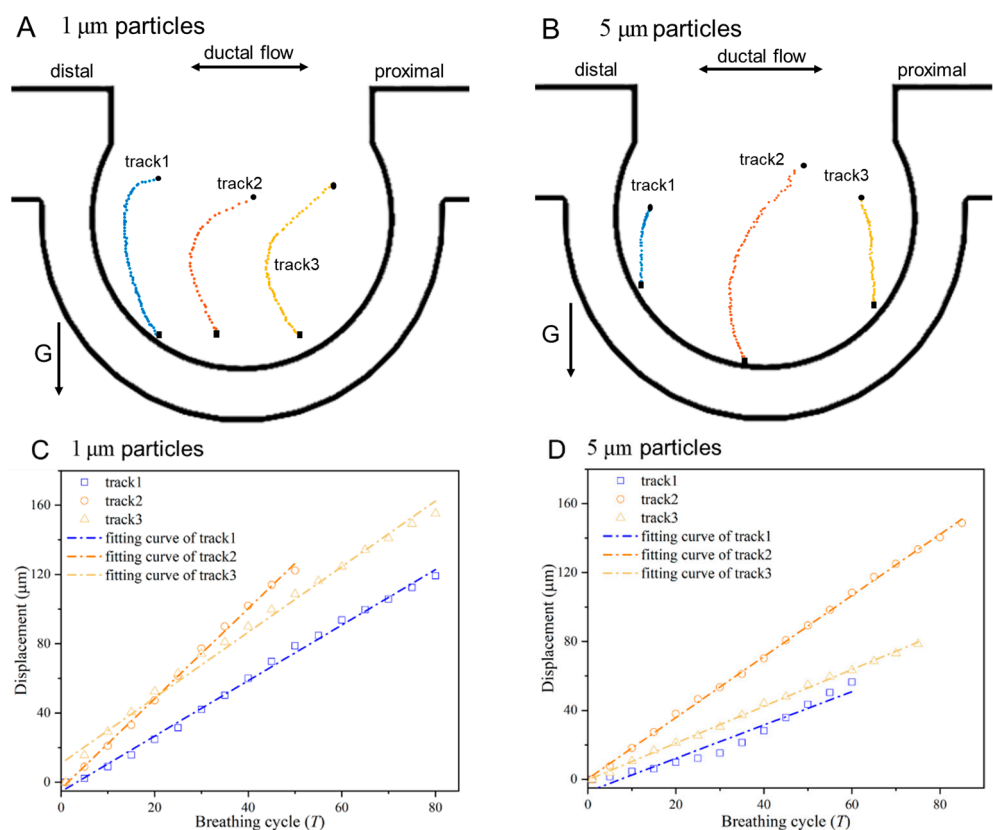 A 1 μm particles
ductal flow
distal
proximal
track1
track2
track3
G
B 5 μm particles
ductal flow
distal
proximal
track2
track1
track3
G
C 1 μm particles
track1
track2
track3
fitting curve of track1
fitting curve of track2
fitting curve of track3
160
120
80
40
0
Displacement (μm)
0 20 40 60 80
Breathing cycle (T)
D 5 μm particles
track1
track2
track3
fitting curve of track1
fitting curve of track2
fitting curve of track3
160
120
80
40
0
Displacement (μm)
0 20 40 60 80
Breathing cycle (T)